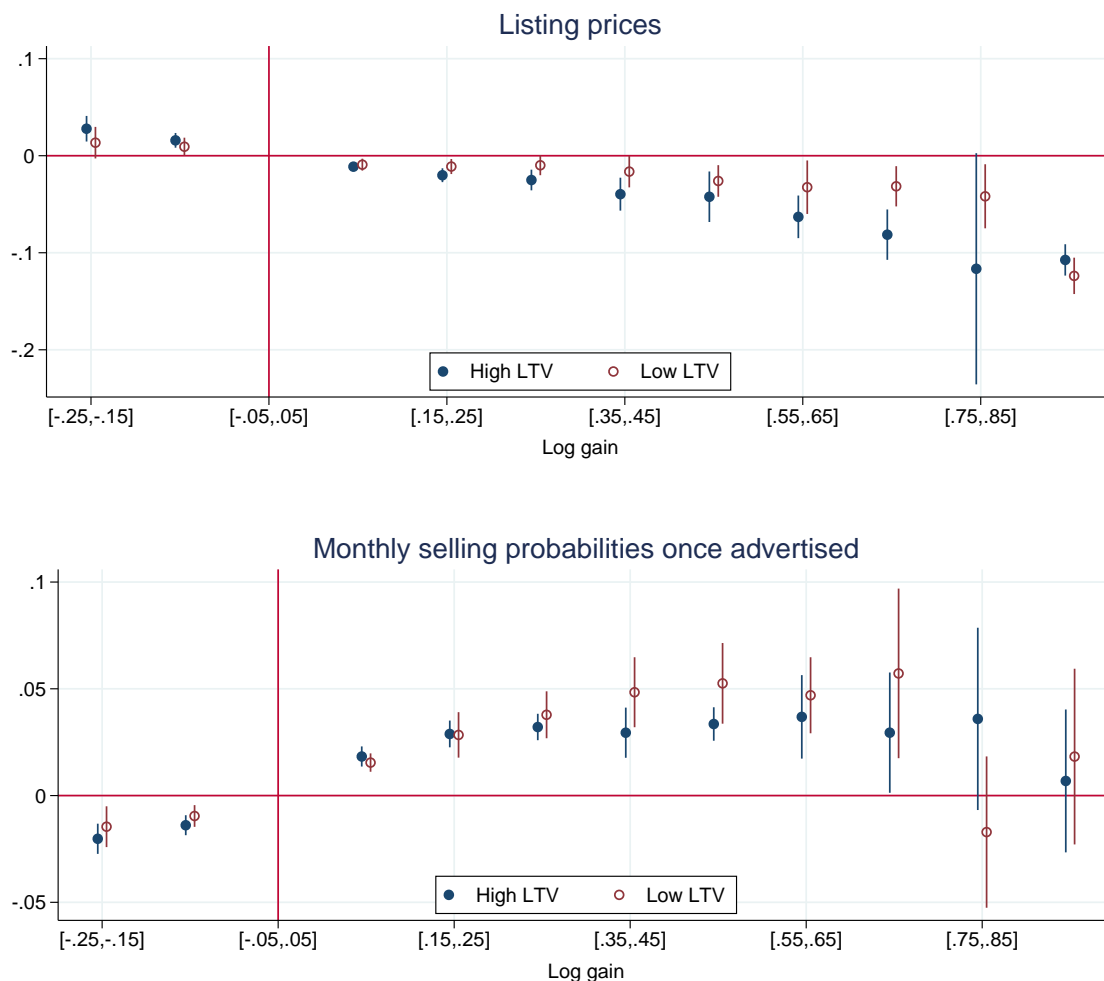 Listing prices
.1
0
-.1
-.2
High LTV Low LTV
[-.25,-.15] [-.05,.05] [.15,.25] [.35,.45] [.55,.65] [.75,.85]
Log gain
Monthly selling probabilities once advertised
.1
.05
0
-.05
High LTV Low LTV
[-.25,-.15] [-.05,.05] [.15,.25] [.35,.45] [.55,.65] [.75,.85]
Log gain